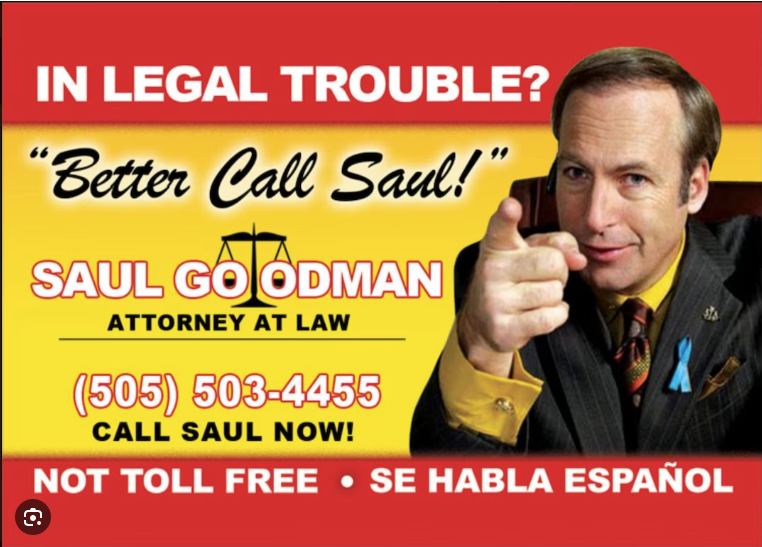 IN LEGAL TROUBLE?
“Better Call Saul!”
SAUL GOODMAN
ATTORNEY AT LAW
(505) 503-4455
CALL SAUL NOW!
NOT TOLL FREE • SE HABLA ESPAÑOL